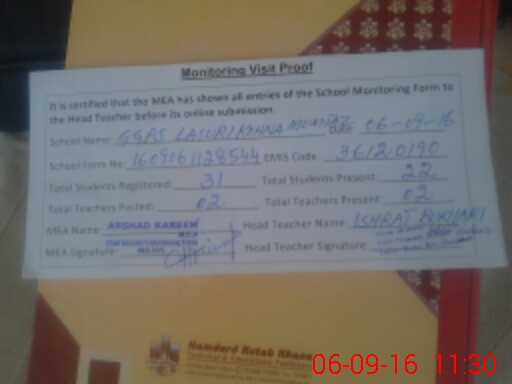 Monitoring Visit Proof
It is certified that the MEA has shown all entries of the School Monitoring Form to
the Head Teacher before its online submission.
School Name: GGPS LASURI KOHNA Date: 06-09-16
School Form No: 1609061128544 EMIS Code: 36120190
Total Students Registered: 31 Total Students Present: 22
Total Teachers Posted: 02 Total Teachers Present: 02
MEA Name: ARSHAD KAREEM Head Teacher Name: ISHRAT BUKHARI
MEA
MEA Signature: Head Teacher Signature
Hamdard Kutab Khana
06-09-16 11:30